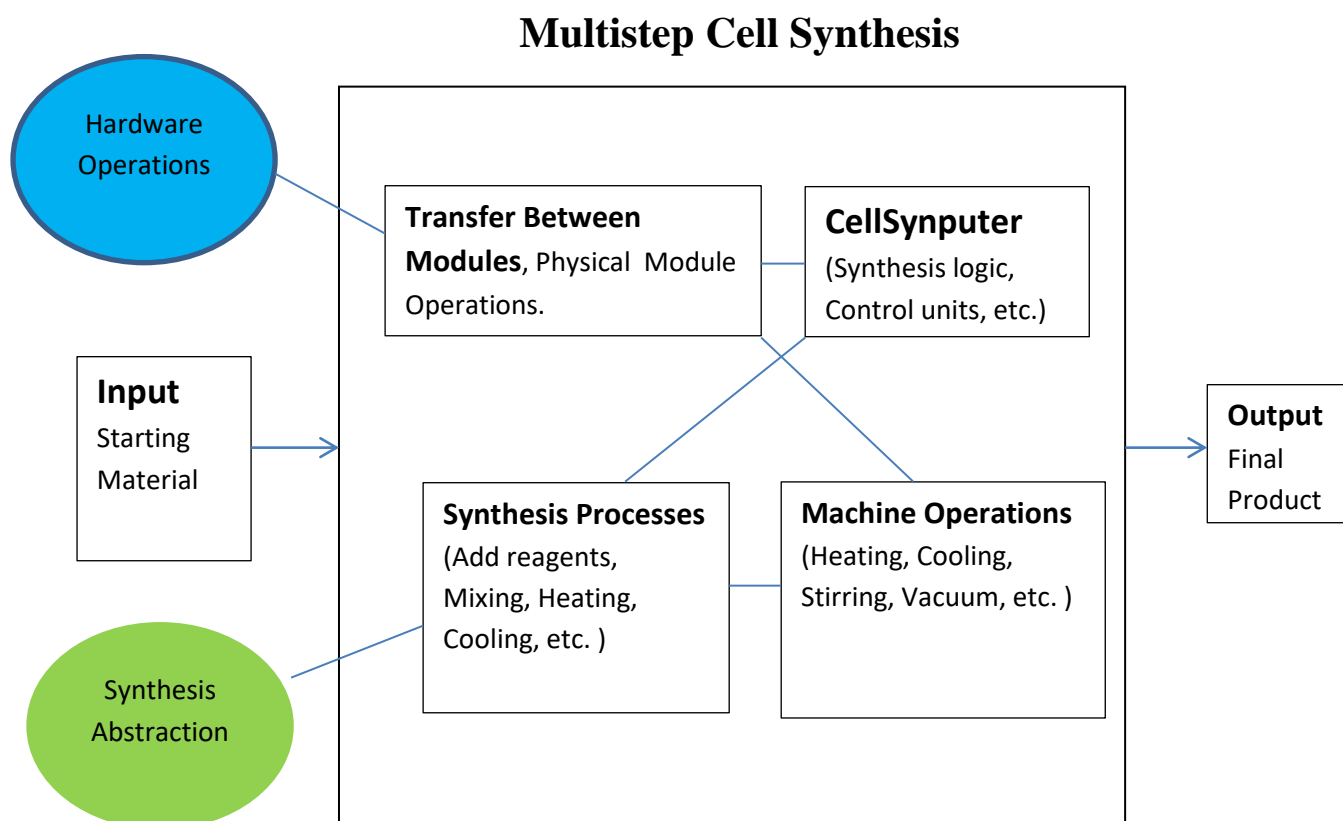 Multistep Cell Synthesis
Hardware
Operations
Transfer Between
Modules, Physical Module
Operations.
CellSynputer
(Synthesis logic,
Control units, etc.)
Input
Starting
Material
Output
Final
Product
Synthesis Processes
(Add reagents,
Mixing, Heating,
Cooling, etc. )
Machine Operations
(Heating, Cooling,
Stirring, Vacuum, etc. )
Synthesis
Abstraction